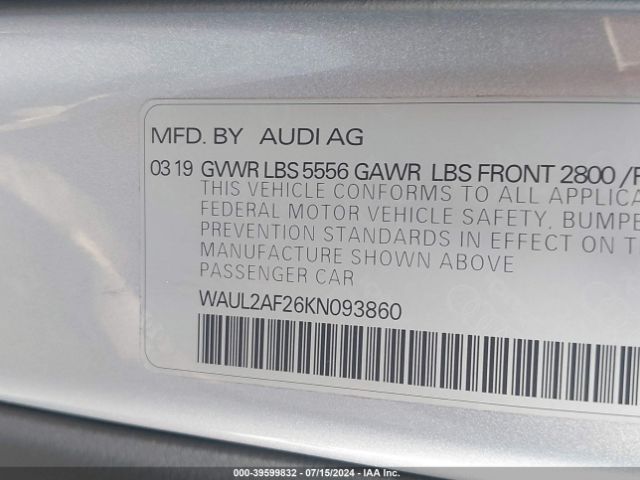 MFD. BY AUDI AG
03 19 GVWR LBS 5556 GAWR LBS FRONT 2800 /
THIS VEHICLE CONFORMS TO ALL
FEDERAL MOTOR VEHICLE SAFETY, BUMPE
PREVENTION STANDARDS IN EFFECT ON
MANUFACTURE SHOWN ABOVE
PASSENGER CAR
WAUL2AF26KN093860
000-39599832 - 07/15/2024 - IAA Inc.